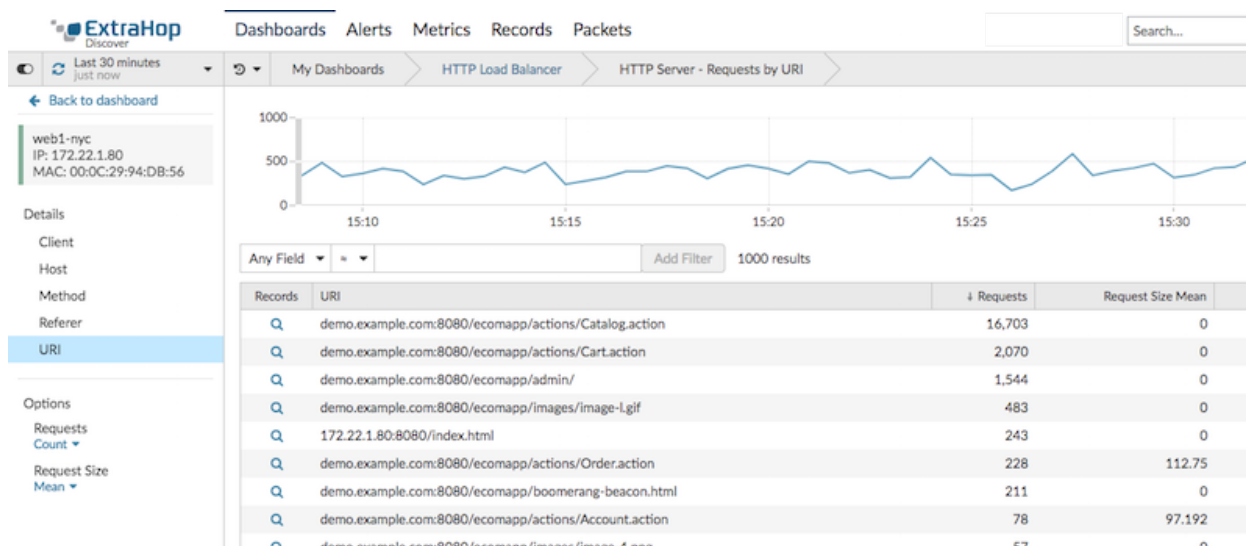 ExtraHop
Discover
Dashboards Alerts Metrics Records Packets
Search...
Last 30 minutes
just now
My Dashboards HTTP Load Balancer HTTP Server - Requests by URI
Back to dashboard
web1-nyc
IP: 172.22.1.80
MAC: 00:0C:29:94:DB:56
Details
Client
Host
Method
Referer
URI
Options
Requests
Count
Request Size
Mean
1000
500
0
15:10 15:15 15:20 15:25 15:30
Any Field ≈ Add Filter 1000 results
Records URI ↓ Requests Request Size Mean
demo.example.com:8080/ecomapp/actions/Catalog.action 16,703 0
demo.example.com:8080/ecomapp/actions/Cart.action 2,070 0
demo.example.com:8080/ecomapp/admin/ 1,544 0
demo.example.com:8080/ecomapp/images/image-l.gif 483 0
172.22.1.80:8080/index.html 243 0
demo.example.com:8080/ecomapp/actions/Order.action 228 112.75
demo.example.com:8080/ecomapp/boomerang-beacon.html 211 0
demo.example.com:8080/ecomapp/actions/Account.action 78 97.192